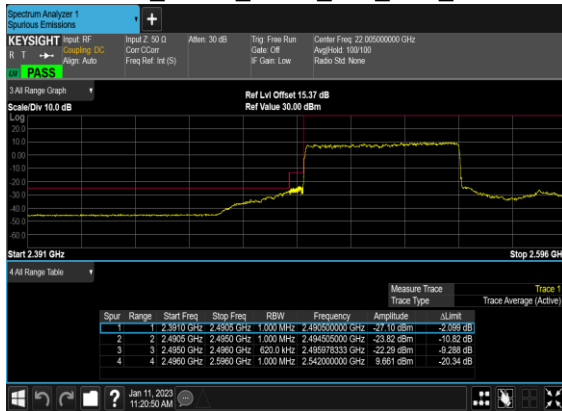 Spectrum Analyzer 1
Spurious Emissions
+
KEYSIGHT Input: RF Input Z: 50 Ω Atten: 30 dB Trig: Free Run Center Freq: 22.005000000 GHz
R T Coupling: DC Corr CCorr Gate: Off Avg|Hold: 100/100
Align: Auto Freq Ref: Int (S) IF Gain: Low Radio Std: None
PASS
3 All Range Graph
Ref Lvl Offset 15.37 dB
Scale/Div 10.0 dB Ref Value 30.00 dBm
Log
20.0
10.0
0.00
-10.0
-20.0
-30.0
-40.0
-50.0
-60.0
Start 2.391 GHz Stop 2.596 GH
4 All Range Table
Measure Trace Trace 1
Trace Type Trace Average (Active)
Spur Range Start Freq Stop Freq RBW Frequency Amplitude ΔLimit
1 1 2.3910 GHz 2.4905 GHz 1.000 MHz 2.490500000 GHz -27.10 dBm -2.099 dB
2 2 2.4905 GHz 2.4950 GHz 1.000 MHz 2.494505000 GHz -23.82 dBm -10.82 dB
3 3 2.4950 GHz 2.4960 GHz 620.0 kHz 2.495978333 GHz -22.29 dBm -9.288 dB
4 4 2.4960 GHz 2.5960 GHz 1.000 MHz 2.542000000 GHz 9.661 dBm -20.34 dB
? Jan 11, 2023
11:20:50 AM